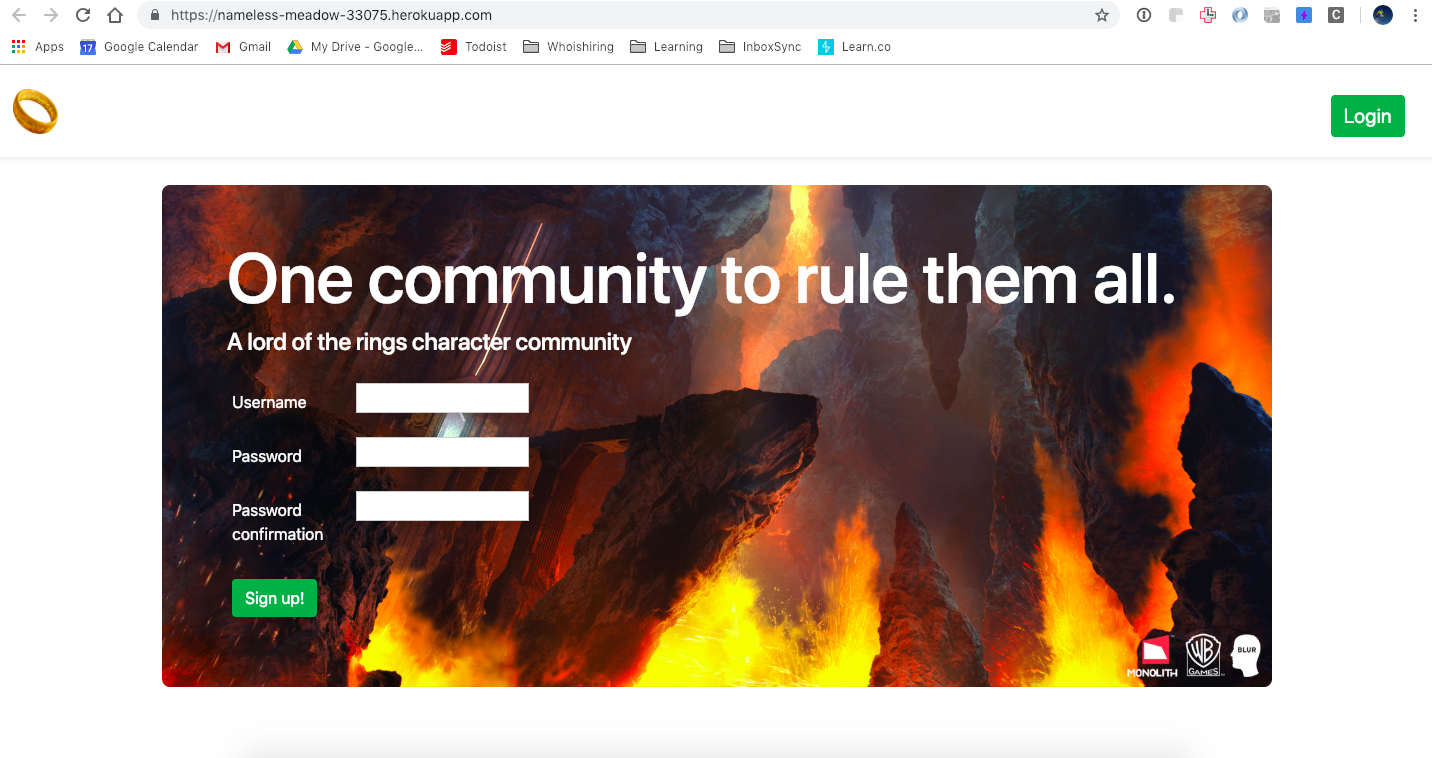 https://nameless-meadow-33075.herokuapp.com
Apps 17 Google Calendar Gmail My Drive - Google... Todoist Whoishiring Learning InboxSync Learn.co
Login
One community to rule them all.
A lord of the rings character community
Username
Password
Password
confirmation
Sign up!
MONOLITH WB GAMES BLUR